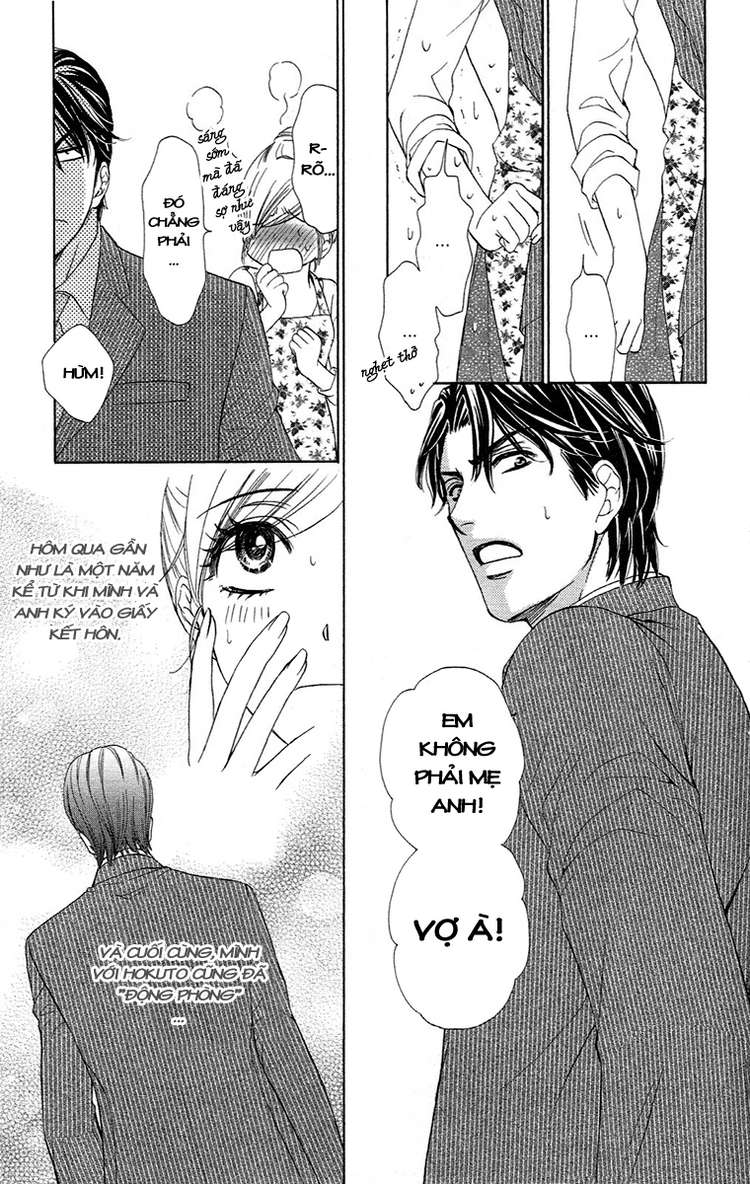 ...
...
...
nghẹt thở
EM
KHÔNG
PHẢI MẸ
ANH!
VỢ À!
R-
RÕ...
sáng
sớm
mà đã
đáng
sợ như
vậy
ĐÓ
CHẲNG
PHẢI
...
HỪM!
HÔM QUA GẦN
NHƯ LÀ MỘT NĂM
KỂ TỪ KHI MÌNH VÀ
ANH KÝ VÀO GIẤY
KẾT HÔN.
VÀ CUỐI CÙNG, MÌNH
VỚI HOKUTO CŨNG ĐÃ
"ĐỘNG PHÒNG"
...